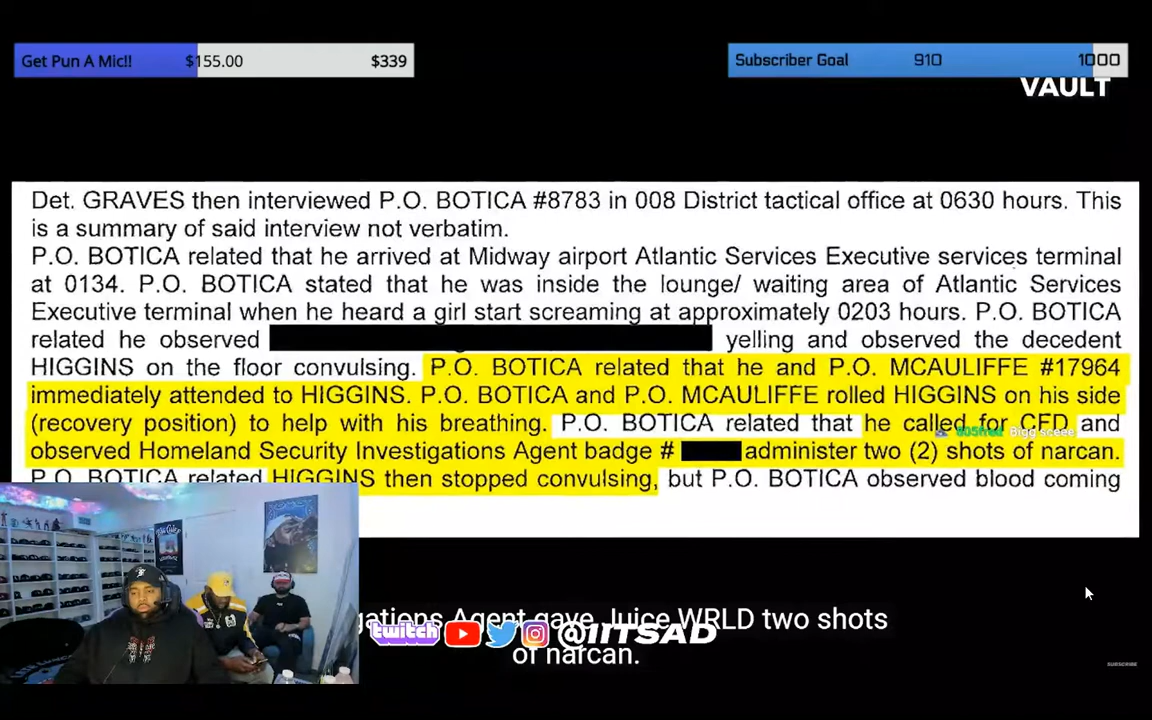 Get Pun A Mic!! $155.00 $339
Subscriber Goal 910 1000
VAULT
Det. GRAVES then interviewed P.O. BOTICA #8783 in 008 District tactical office at 0630 hours. This
is a summary of said interview not verbatim.
P.O. BOTICA related that he arrived at Midway airport Atlantic Services Executive services terminal
at 0134. P.O. BOTICA stated that he was inside the lounge/ waiting area of Atlantic Services
Executive terminal when he heard a girl start screaming at approximately 0203 hours. P.O. BOTICA
related he observed yelling and observed the decedent
HIGGINS on the floor convulsing. P.O. BOTICA related that he and P.O. MCAULIFFE #17964
immediately attended to HIGGINS. P.O. BOTICA and P.O. MCAULIFFE rolled HIGGINS on his side
(recovery position) to help with his breathing. P.O. BOTICA related that he called for CFD and
605fred Bigg sceee
observed Homeland Security Investigations Agent badge # administer two (2) shots of narcan.
P.O. BOTICA related HIGGINS then stopped convulsing, but P.O. BOTICA observed blood coming
gations Agent gave Juice WRLD two shots
twitch @IITSAD
of narcan.
SUBSCRIBE